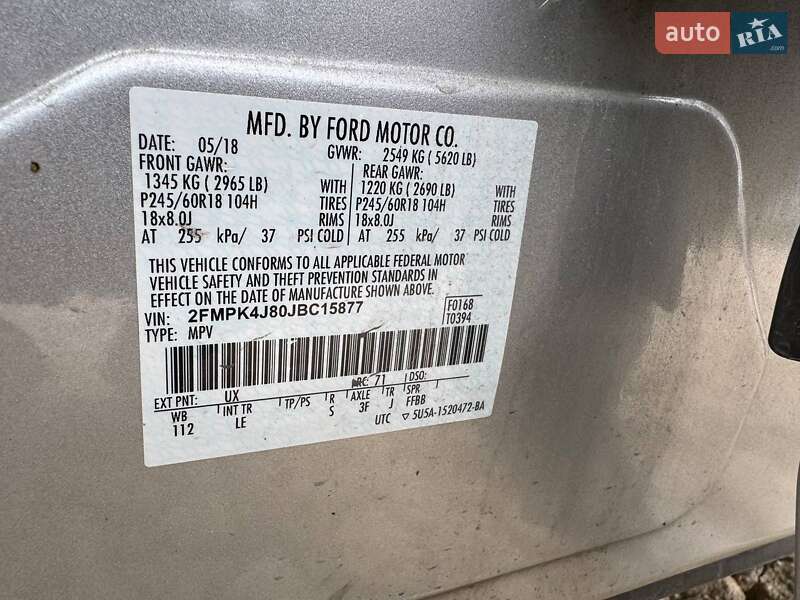 auto RIA .com
MFD. BY FORD MOTOR CO.
DATE: 05/18 GVWR: 2549 KG ( 5620 LB)
FRONT GAWR: REAR GAWR:
1345 KG ( 2965 LB) WITH 1220 KG ( 2690 LB) WITH
P245/60R18 104H TIRES P245/60R18 104H TIRES
18x8.0J RIMS 18x8.0J RIMS
AT 255 kPa/ 37 PSI COLD AT 255 kPa/ 37 PSI COLD
THIS VEHICLE CONFORMS TO ALL APPLICABLE FEDERAL MOTOR
VEHICLE SAFETY AND THEFT PREVENTION STANDARDS IN
EFFECT ON THE DATE OF MANUFACTURE SHOWN ABOVE.
VIN: 2FMPK4J80JBC15877 F0168
TYPE: MPV T0394
EXT PNT: UX RC: 71 DSO:
WB INT TR TP/PS R AXLE TR SPR
112 LE S 3F J FFBB
UTC ▽ 5U5A-1520472-BA